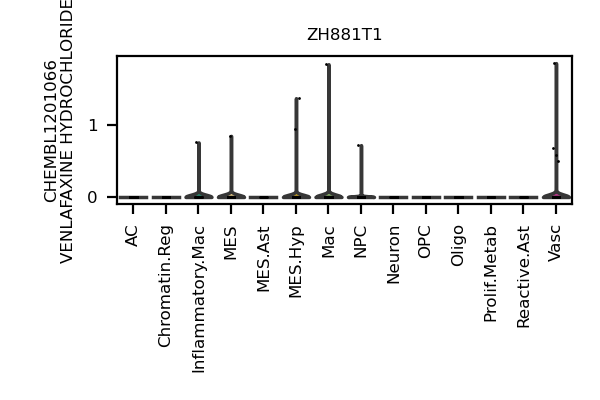 ZH881T1
CHEMBL1201066
VENLAFAXINE HYDROCHLORIDE
1
0
AC
Chromatin.Reg
Inflammatory.Mac
MES
MES.Ast
MES.Hyp
Mac
NPC
Neuron
OPC
Oligo
Prolif.Metab
Reactive.Ast
Vasc